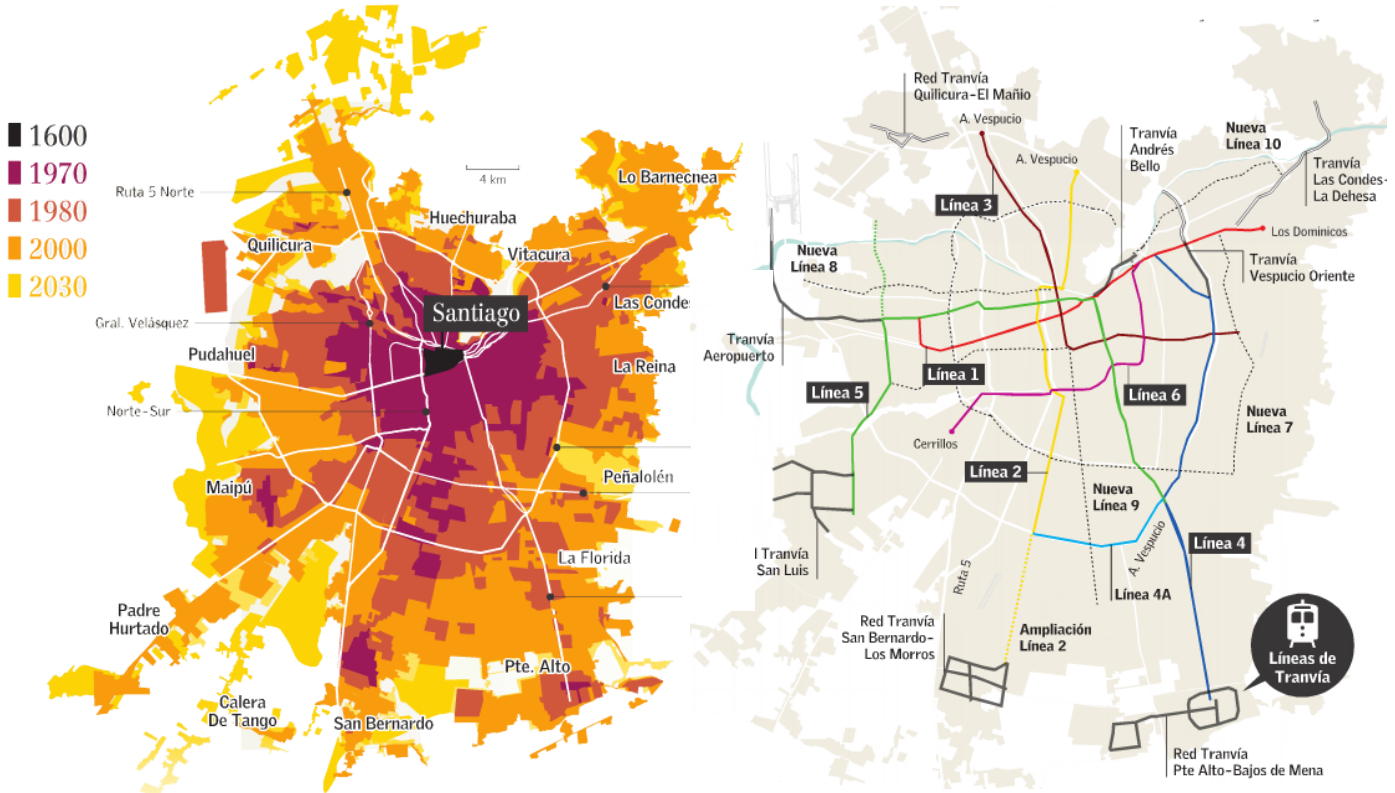 1600
1970
1980
2000
2030
4 km
Ruta 5 Norte
Lo Barnecnea
Huechuraba
Quilicura
Vitacura
Santiago
Las Condes
Gral. Velásquez
Pudahuel
La Reina
Norte-Sur
Maipú
Peñalolén
La Florida
Padre
Hurtado
Pte. Alto
Calera
De Tango
San Bernardo
Red Tranvía
Quilicura-El Mañio
A. Vespucio
A. Vespucio
Tranvía
Andrés
Bello
Nueva
Línea 10
Tranvía
Las Condes-
La Dehesa
Línea 3
Los Dominicos
Nueva
Línea 8
Tranvía
Vespucio Oriente
Tranvía
Aeropuerto
Línea 1
Línea 5
Línea 6
Nueva
Línea 7
Cerrillos
Línea 2
Nueva
Línea 9
l Tranvía
San Luis
A. Vespucio
Línea 4
Ruta 5
Línea 4A
Red Tranvía
San Bernardo-
Los Morros
Ampliación
Línea 2
Líneas de
Tranvía
Red Tranvía
Pte Alto-Bajos de Mena